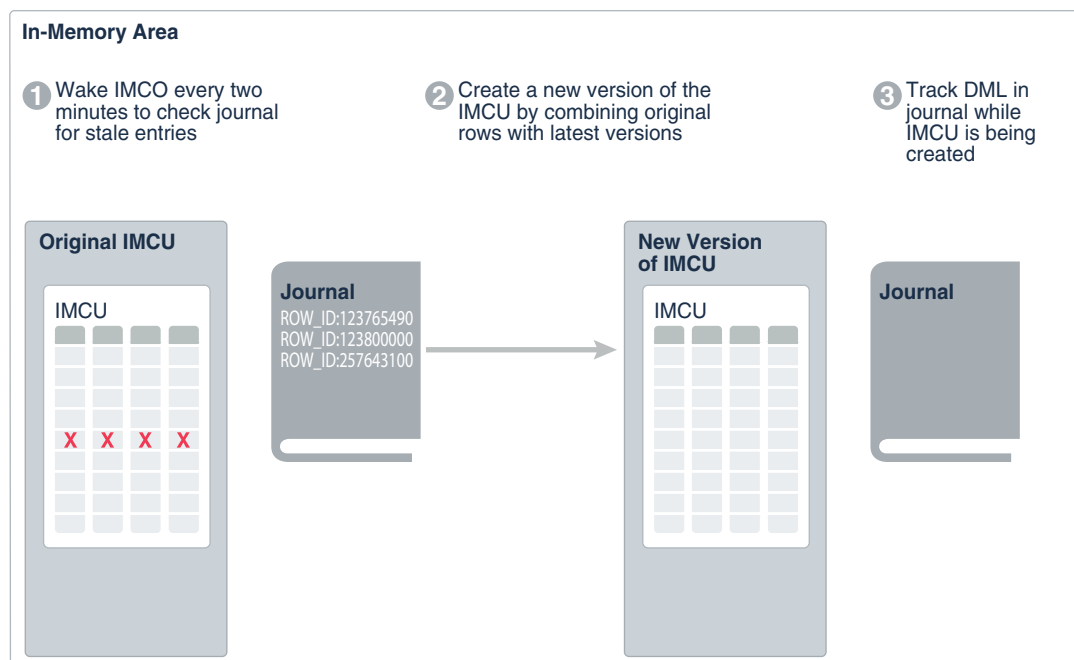 In-Memory Area
1 Wake IMCO every two
minutes to check journal
for stale entries
2 Create a new version of the
IMCU by combining original
rows with latest versions
3 Track DML in
journal while
IMCU is being
created
Original IMCU
IMCU
X X X X
Journal
ROW_ID:123765490
ROW_ID:123800000
ROW_ID:257643100
New Version
of IMCU
IMCU
Journal